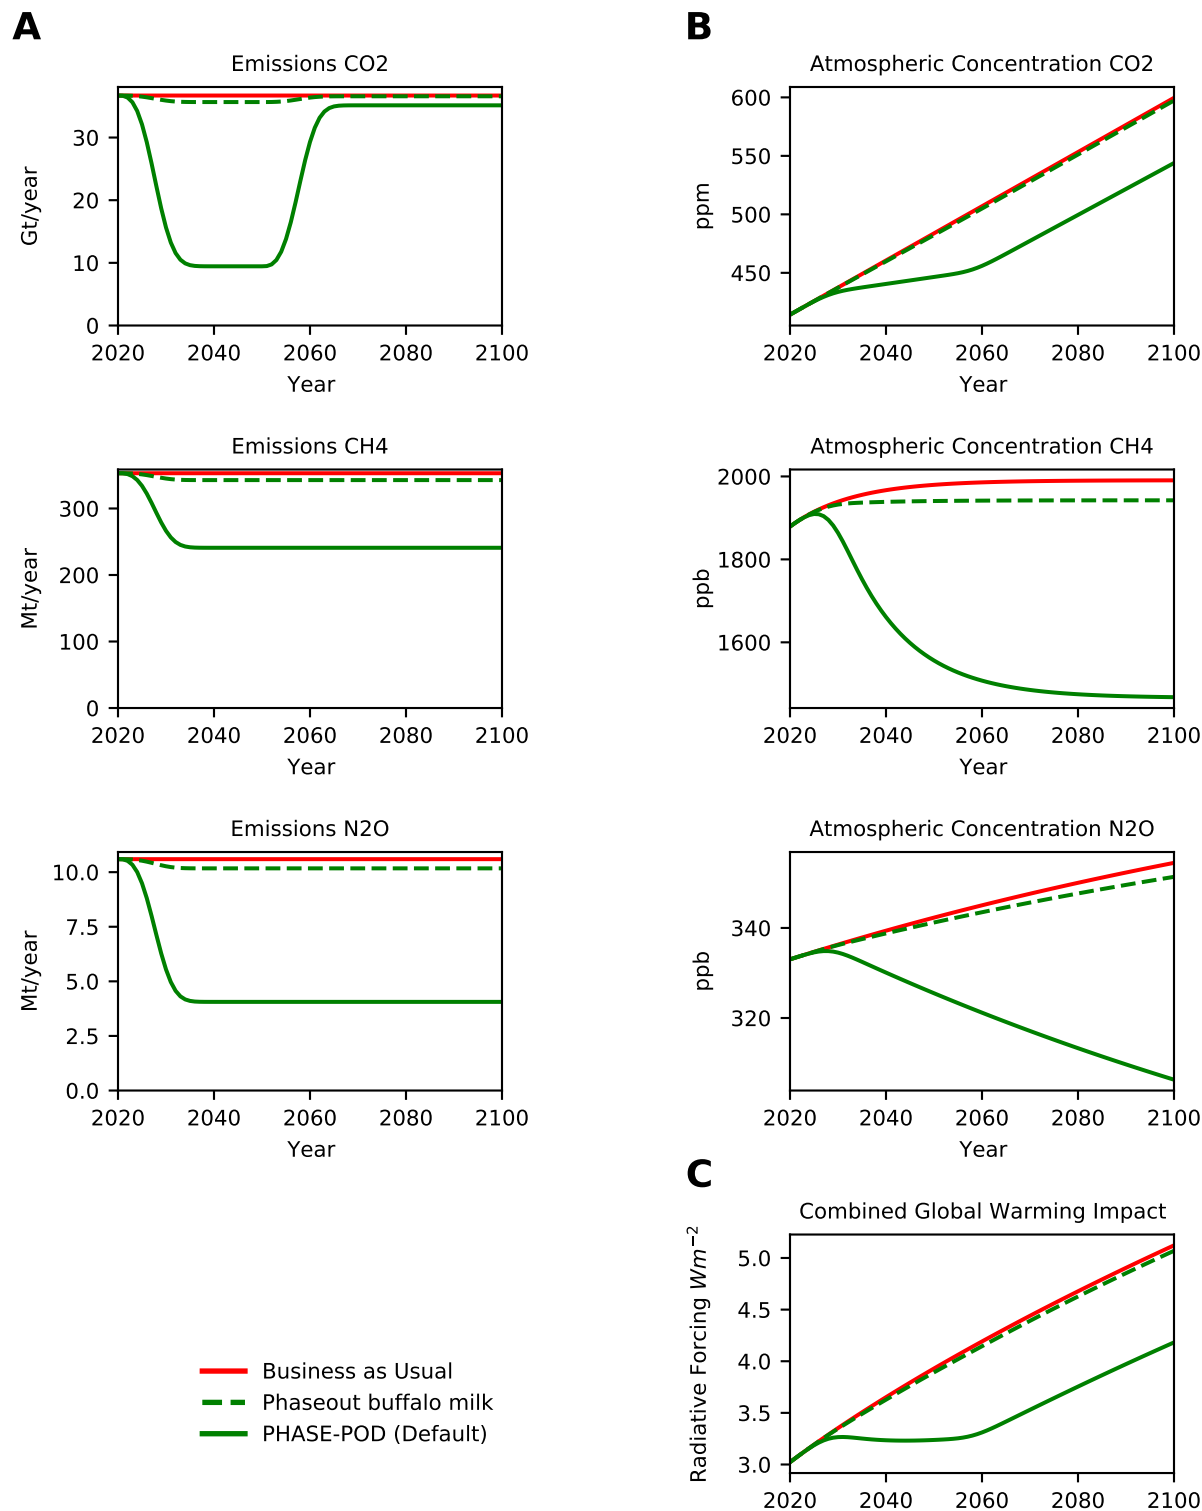 A
Emissions CO2
Gt/year
30
20
10
0
2020 2040 2060 2080 2100
Year
Emissions CH4
Mt/year
300
200
100
0
2020 2040 2060 2080 2100
Year
Emissions N2O
Mt/year
10.0
7.5
5.0
2.5
0.0
2020 2040 2060 2080 2100
Year
Business as Usual
Phaseout buffalo milk
PHASE-POD (Default)
B
Atmospheric Concentration CO2
ppm
600
550
500
450
2020 2040 2060 2080 2100
Year
Atmospheric Concentration CH4
ppb
2000
1800
1600
2020 2040 2060 2080 2100
Year
Atmospheric Concentration N2O
ppb
340
320
2020 2040 2060 2080 2100
Year
C
Combined Global Warming Impact
Radiative Forcing Wm⁻²
5.0
4.5
4.0
3.5
3.0
2020 2040 2060 2080 2100